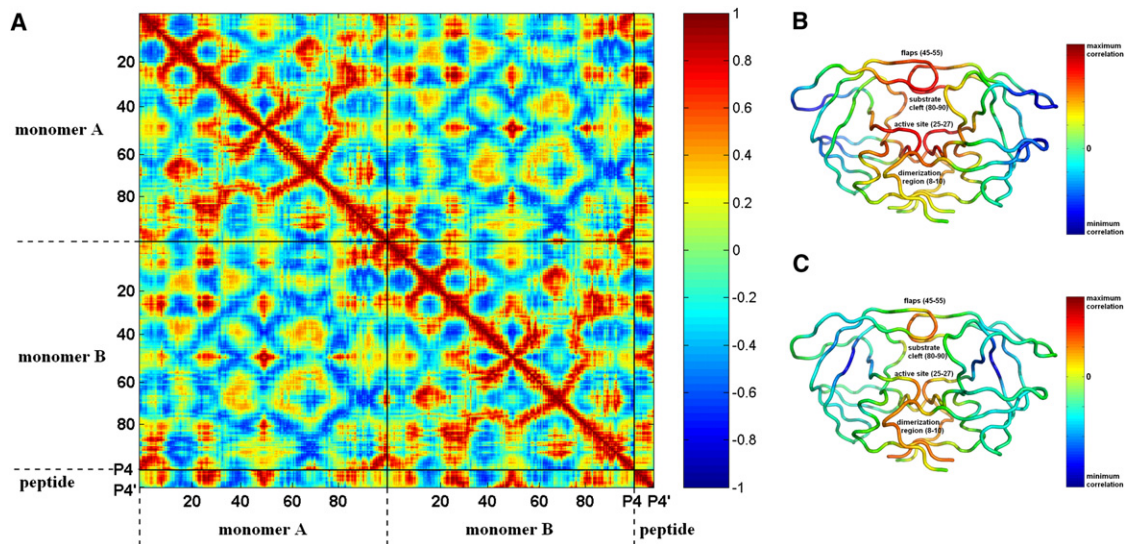 A
20
40
60
80
20
40
60
80
P4
P4'
monomer A
monomer B
peptide
20 40 60 80 20 40 60 80 P4 P4'
monomer A monomer B peptide
1
0.8
0.6
0.4
0.2
0
-0.2
-0.4
-0.6
-0.8
-1
B
flaps (45-55)
substrate
cleft (80-90)
active site (25-27)
dimerization
region (8-10)
maximum
correlation
0
minimum
correlation
C
flaps (45-55)
substrate
cleft (80-90)
active site (25-27)
dimerization
region (8-10)
maximum
correlation
0
minimum
correlation